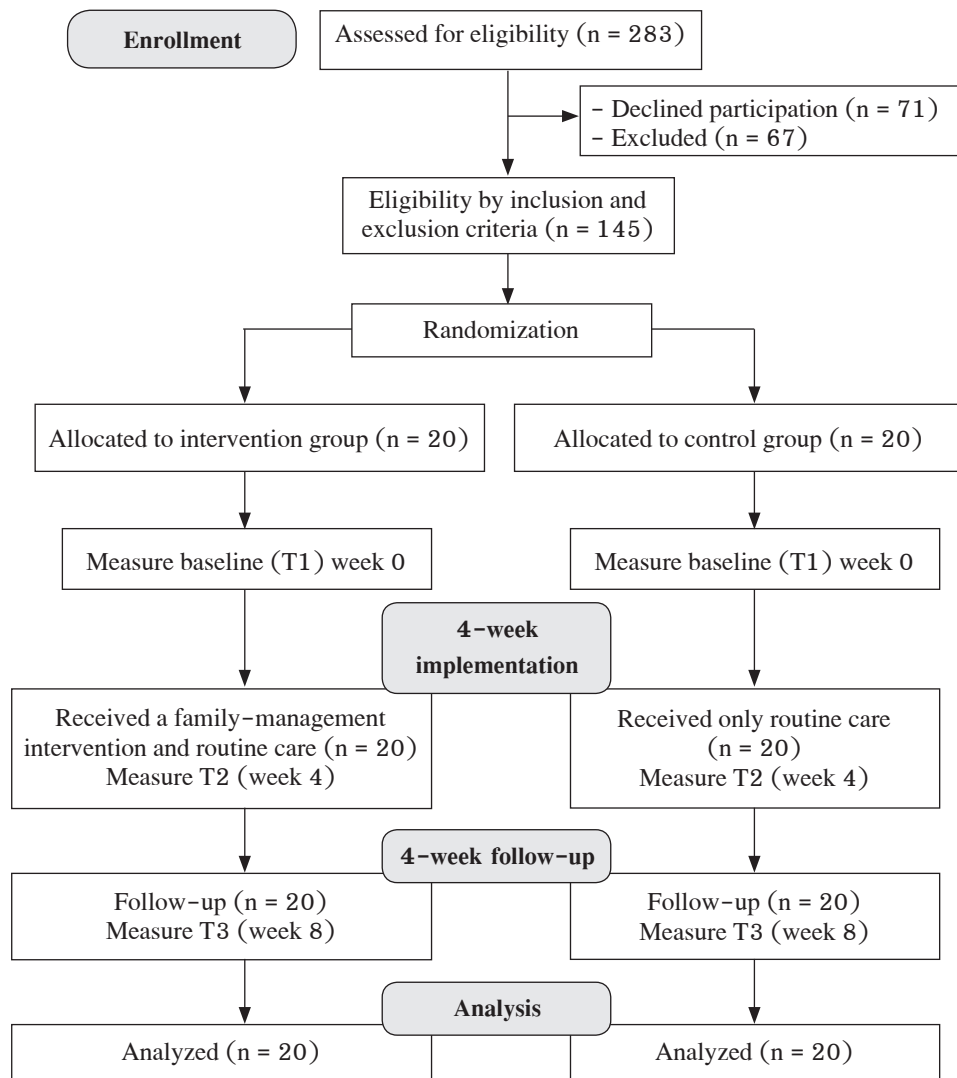 Enrollment
Assessed for eligibility (n = 283)
- Declined participation (n = 71)
- Excluded (n = 67)
Eligibility by inclusion and
exclusion criteria (n = 145)
Randomization
Allocated to intervention group (n = 20)
Allocated to control group (n = 20)
Measure baseline (T1) week 0
Measure baseline (T1) week 0
4-week
implementation
Received a family-management
intervention and routine care (n = 20)
Measure T2 (week 4)
Received only routine care
(n = 20)
Measure T2 (week 4)
4-week follow-up
Follow-up (n = 20)
Measure T3 (week 8)
Follow-up (n = 20)
Measure T3 (week 8)
Analysis
Analyzed (n = 20)
Analyzed (n = 20)